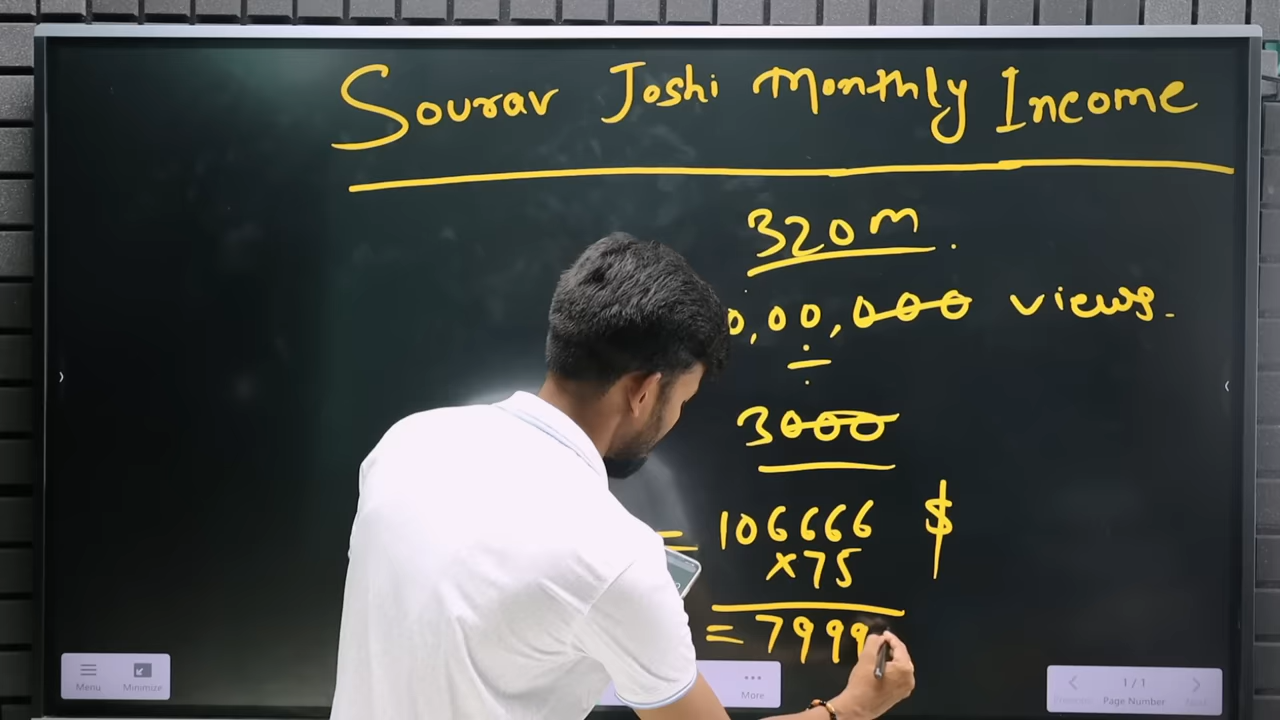 Sourav Joshi Monthly Income
320M.
0,00,000 views.
3000
= 106666 $
×75
= 7999
Menu
Minimize
More
1/1
Page Number